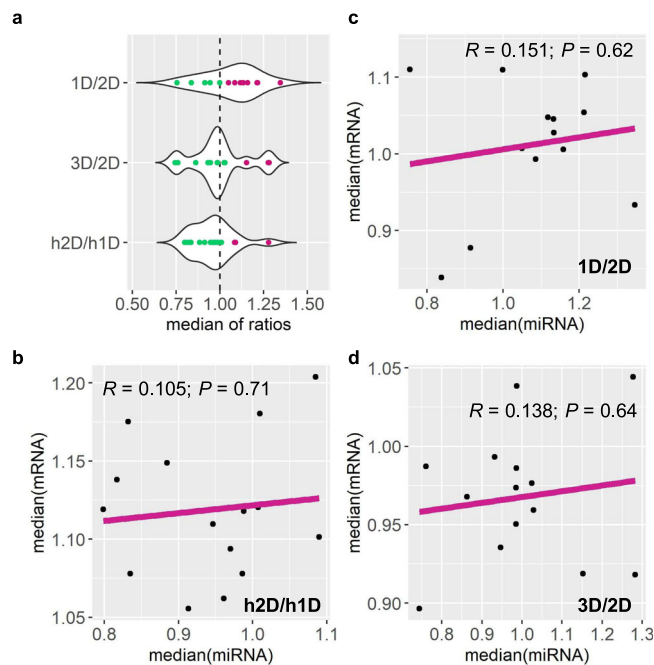 a
1D/2D
3D/2D
h2D/h1D
0.50 0.75 1.00 1.25 1.50
median of ratios
c
R = 0.151; P = 0.62
1.1
1.0
0.9
median(mRNA)
1D/2D
0.8 1.0 1.2
median(miRNA)
b
R = 0.105; P = 0.71
1.20
1.15
1.10
1.05
median(mRNA)
h2D/h1D
0.8 0.9 1.0 1.1
median(miRNA)
d
R = 0.138; P = 0.64
1.05
1.00
0.95
0.90
median(mRNA)
3D/2D
0.8 0.9 1.0 1.1 1.2 1.3
median(miRNA)